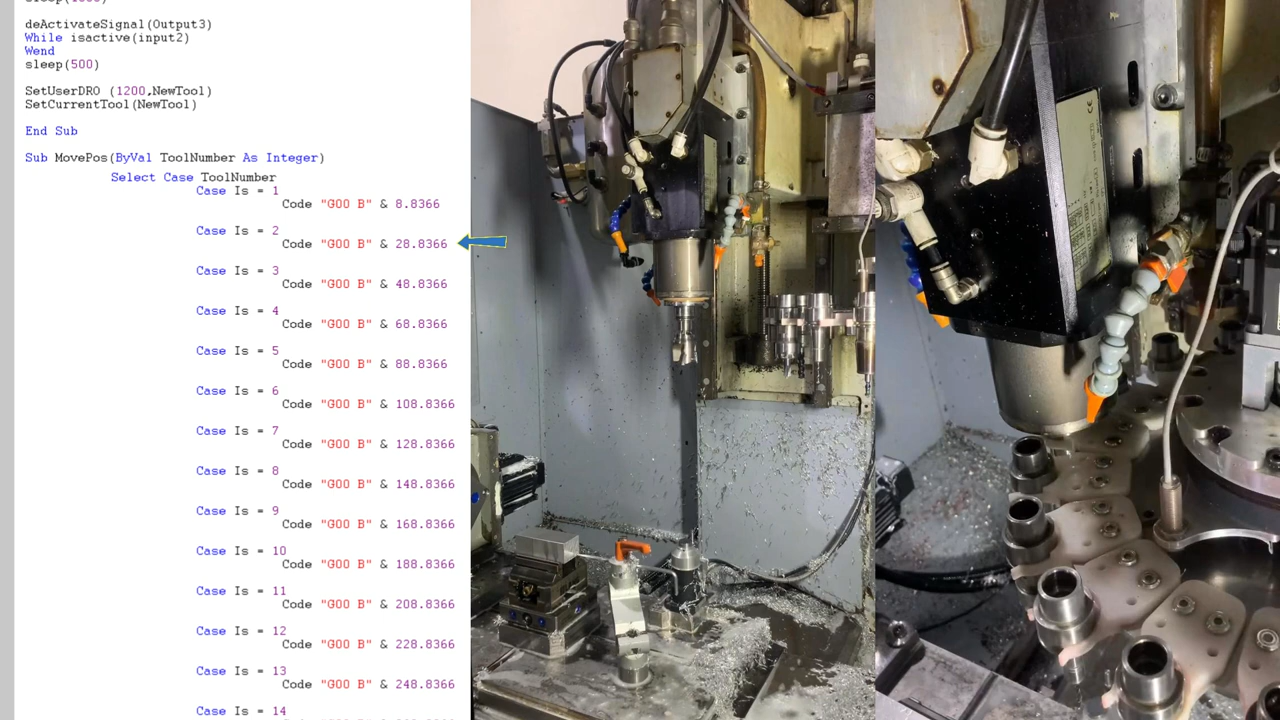 deActivateSignal(Output3)
While isactive(input2)
Wend
sleep(500)
SetUserDRO (1200,NewTool)
SetCurrentTool(NewTool)
End Sub
Sub MovePos(ByVal ToolNumber As Integer)
Select Case ToolNumber
Case Is = 1
Code "G00 B" & 8.8366
Case Is = 2
Code "G00 B" & 28.8366
Case Is = 3
Code "G00 B" & 48.8366
Case Is = 4
Code "G00 B" & 68.8366
Case Is = 5
Code "G00 B" & 88.8366
Case Is = 6
Code "G00 B" & 108.8366
Case Is = 7
Code "G00 B" & 128.8366
Case Is = 8
Code "G00 B" & 148.8366
Case Is = 9
Code "G00 B" & 168.8366
Case Is = 10
Code "G00 B" & 188.8366
Case Is = 11
Code "G00 B" & 208.8366
Case Is = 12
Code "G00 B" & 228.8366
Case Is = 13
Code "G00 B" & 248.8366
Case Is = 14